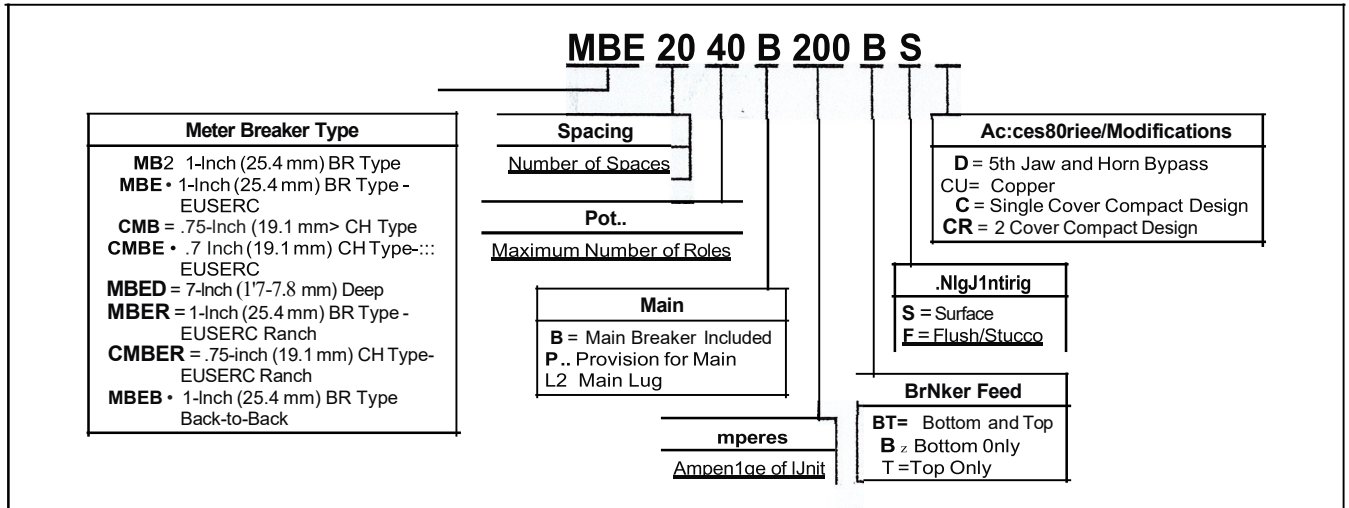 MBE 20 40 B 200 B S
Meter Breaker Type
MB2 1-Inch (25.4 mm) BR Type
MBE • 1-Inch (25.4 mm) BR Type -
EUSERC
CMB = .75-Inch (19.1 mm> CH Type
CMBE • .7 Inch (19.1 mm) CH Type-:::
EUSERC
MBED = 7-Inch (1'7-7.8 mm) Deep
MBER = 1-Inch (25.4 mm) BR Type -
EUSERC Ranch
CMBER = .75-inch (19.1 mm) CH Type-
EUSERC Ranch
MBEB • 1-Inch (25.4 mm) BR Type
Back-to-Back
Spacing
Number of Spaces
Pot..
Maximum Number of Roles
Main
B = Main Breaker Included
P .. Provision for Main
L2 Main Lug
mperes
Ampen1ge of IJnit
Ac:ces80riee/Modifications
D = 5th Jaw and Horn Bypass
CU= Copper
C = Single Cover Compact Design
CR = 2 Cover Compact Design
.NlgJ1ntirig
S = Surface
F = Flush/Stucco
BrNker Feed
BT= Bottom and Top
B z Bottom 0nly
T =Top Only